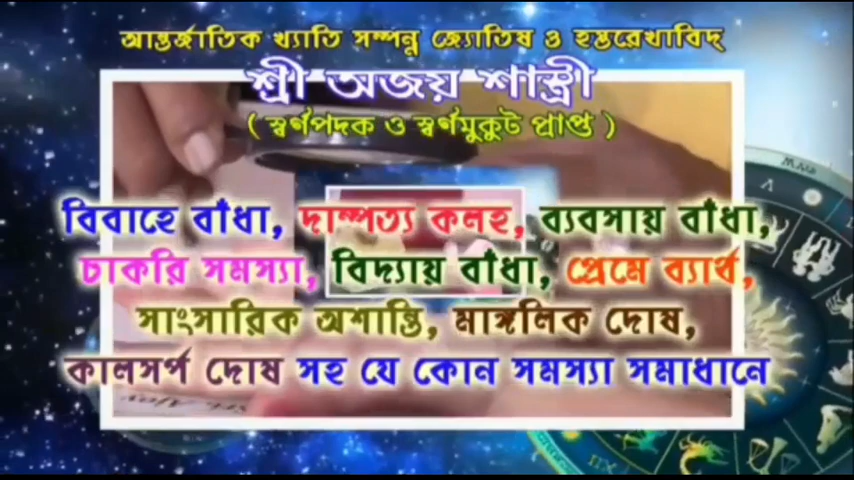 আন্তর্জাতিক খ্যাতি সম্পন্ন জ্যোতিষ ও হস্তরেখাবিদ্
শ্রী অজয় শাস্ত্রী
( স্বর্ণপদক ও স্বর্ণমুকুট প্রাপ্ত )
বিবাহে বাঁধা, দাম্পত্য কলহ, ব্যবসায় বাঁধা,
চাকরি সমস্যা, বিদ্যায় বাঁধা, প্রেমে ব্যার্থ,
সাংসারিক অশান্তি, মাঙ্গলিক দোষ,
কালসর্প দোষ সহ যে কোন সমস্যা সমাধানে